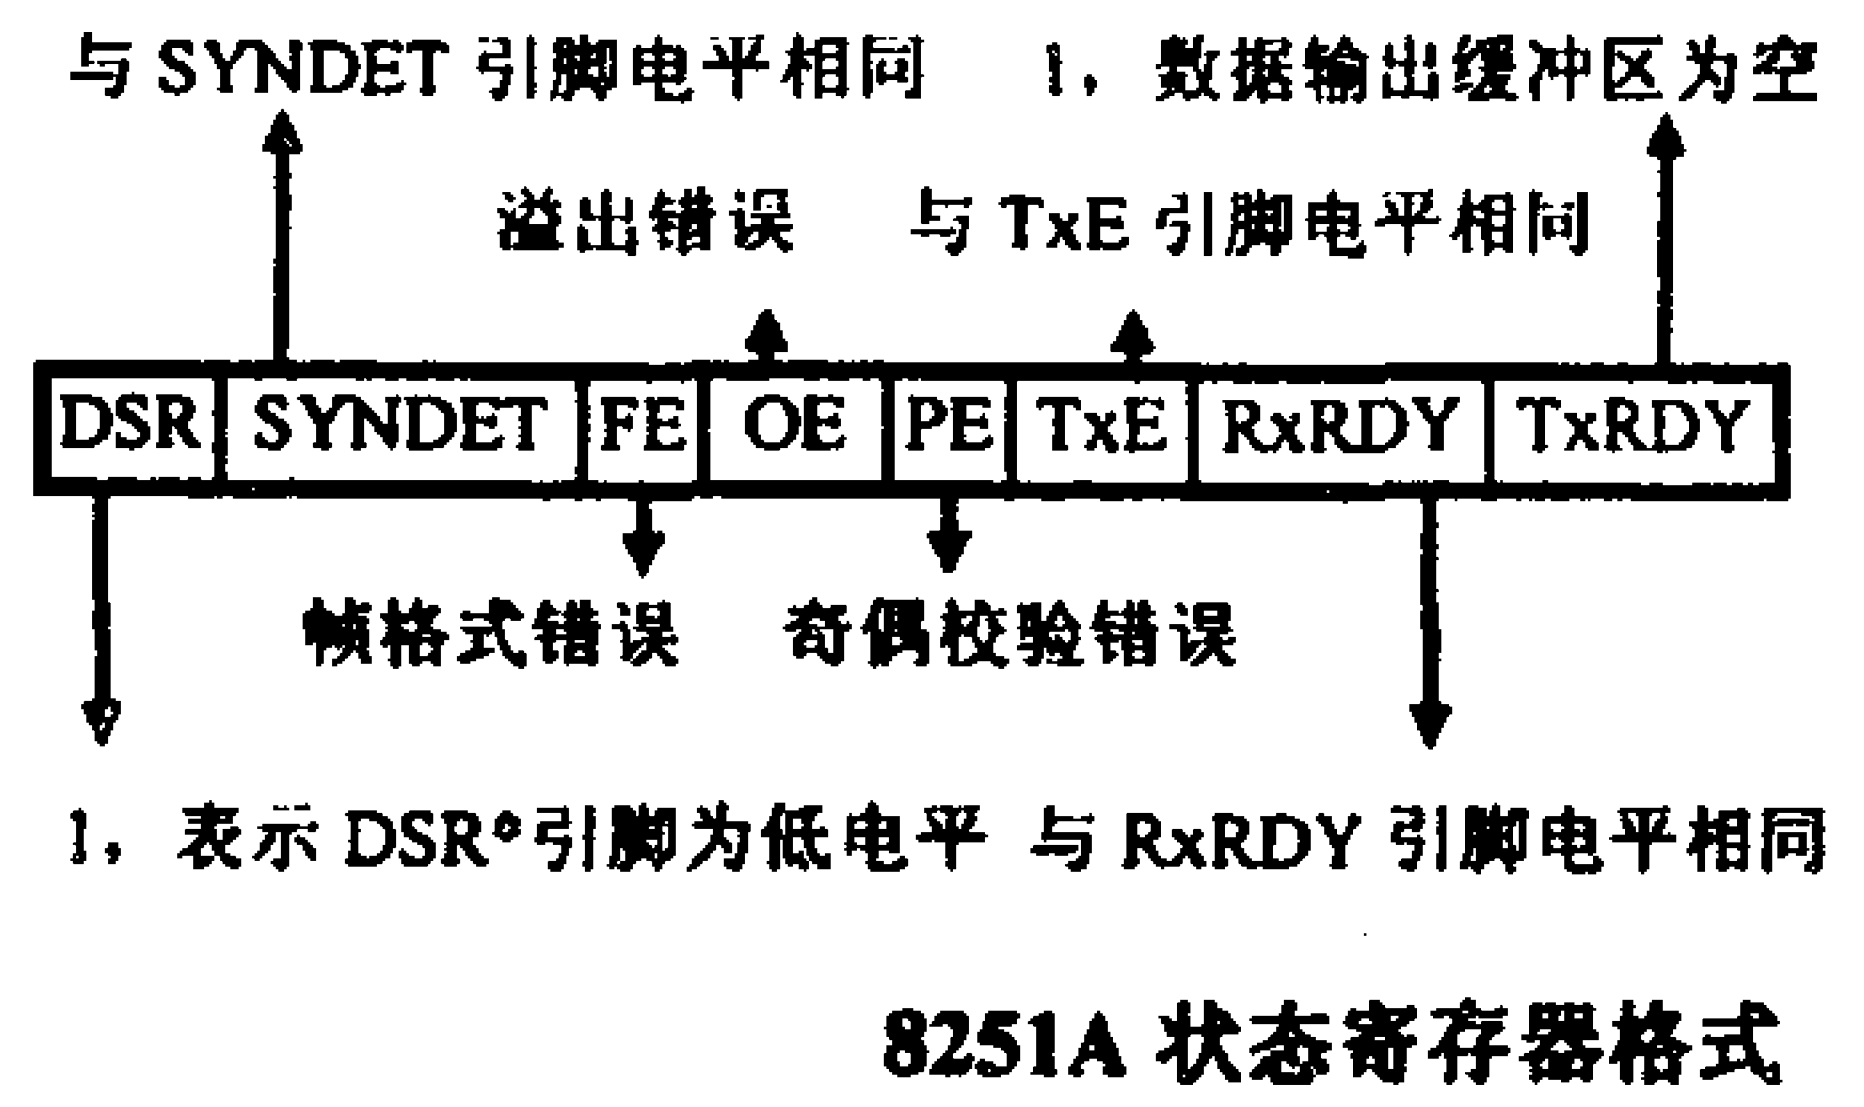 与 SYNDET 引脚电平相同 1，数据输出缓冲区为空
溢出错误 与 TxE 引脚电平相同
DSR SYNDET FE OE PE TxE RxRDY TxRDY
帧格式错误 奇偶校验错误
1，表示 DSR°引脚为低电平 与 RxRDY 引脚电平相同
8251A 状态寄存器格式